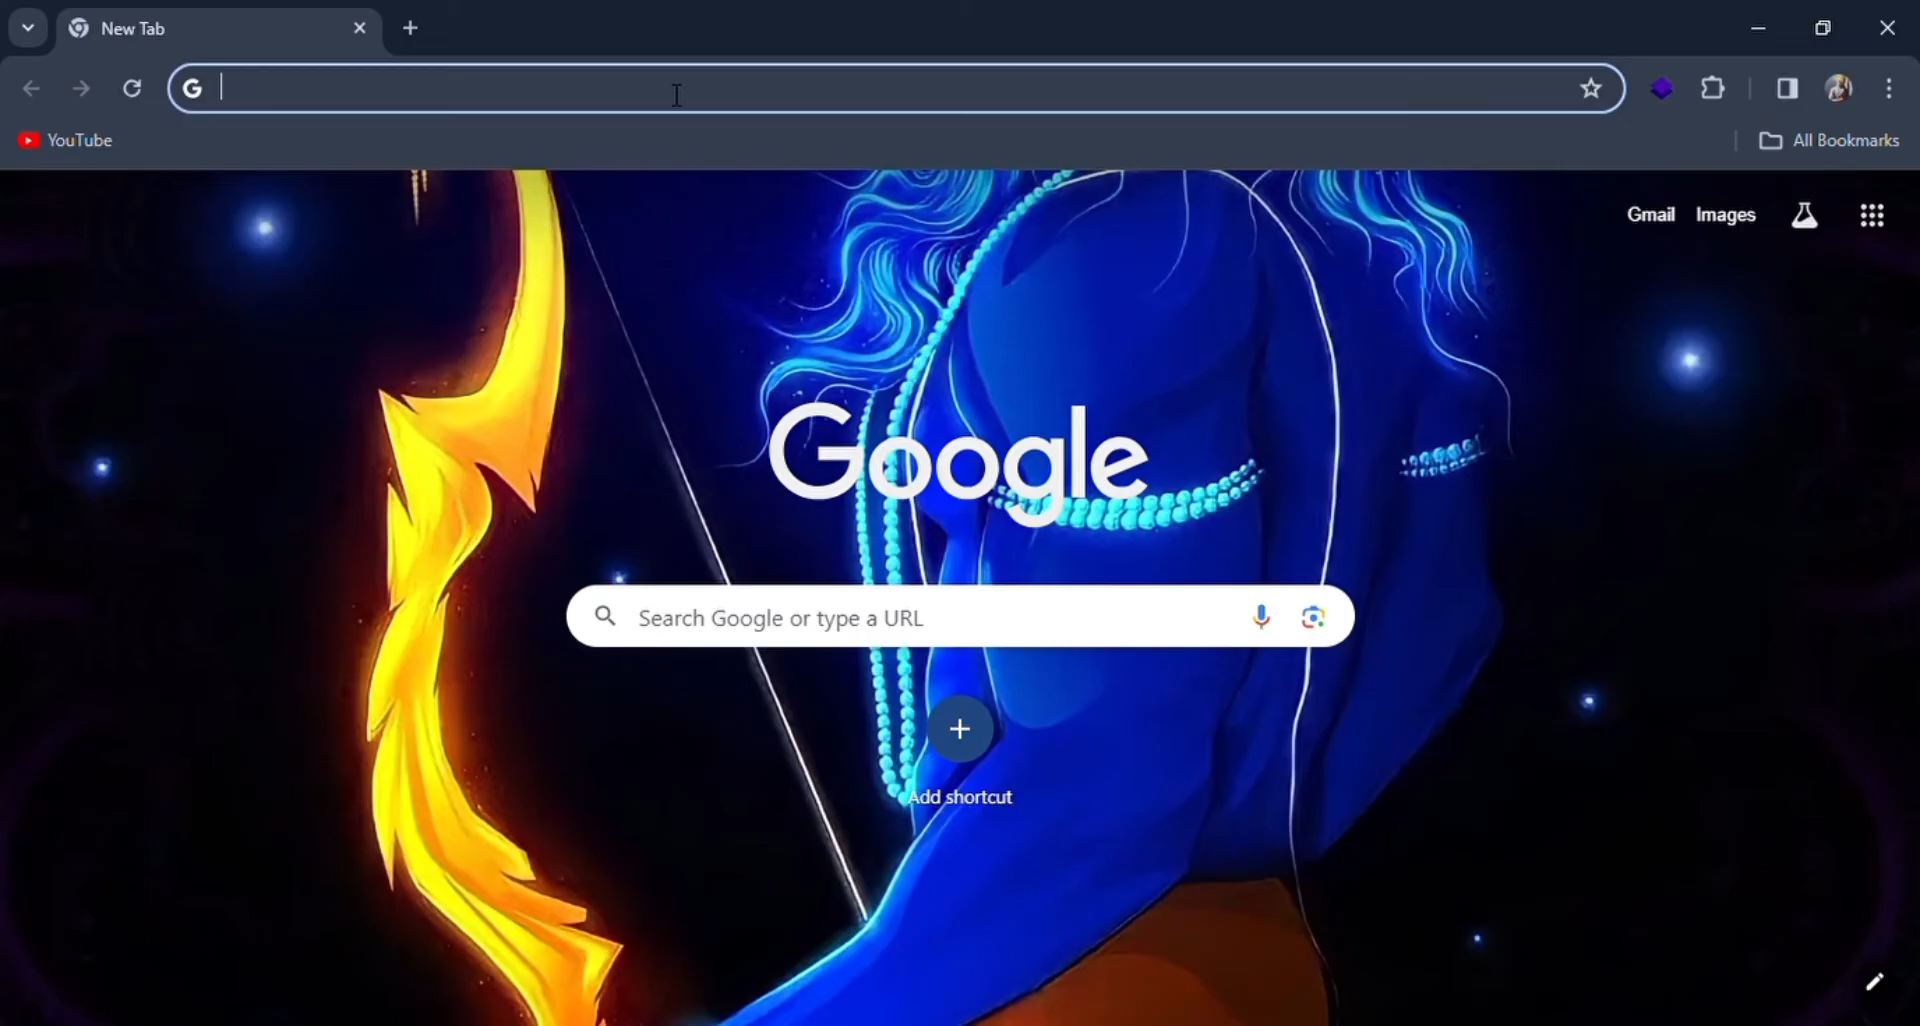 New Tab
YouTube
All Bookmarks
Gmail Images
Google
Search Google or type a URL
Add shortcut